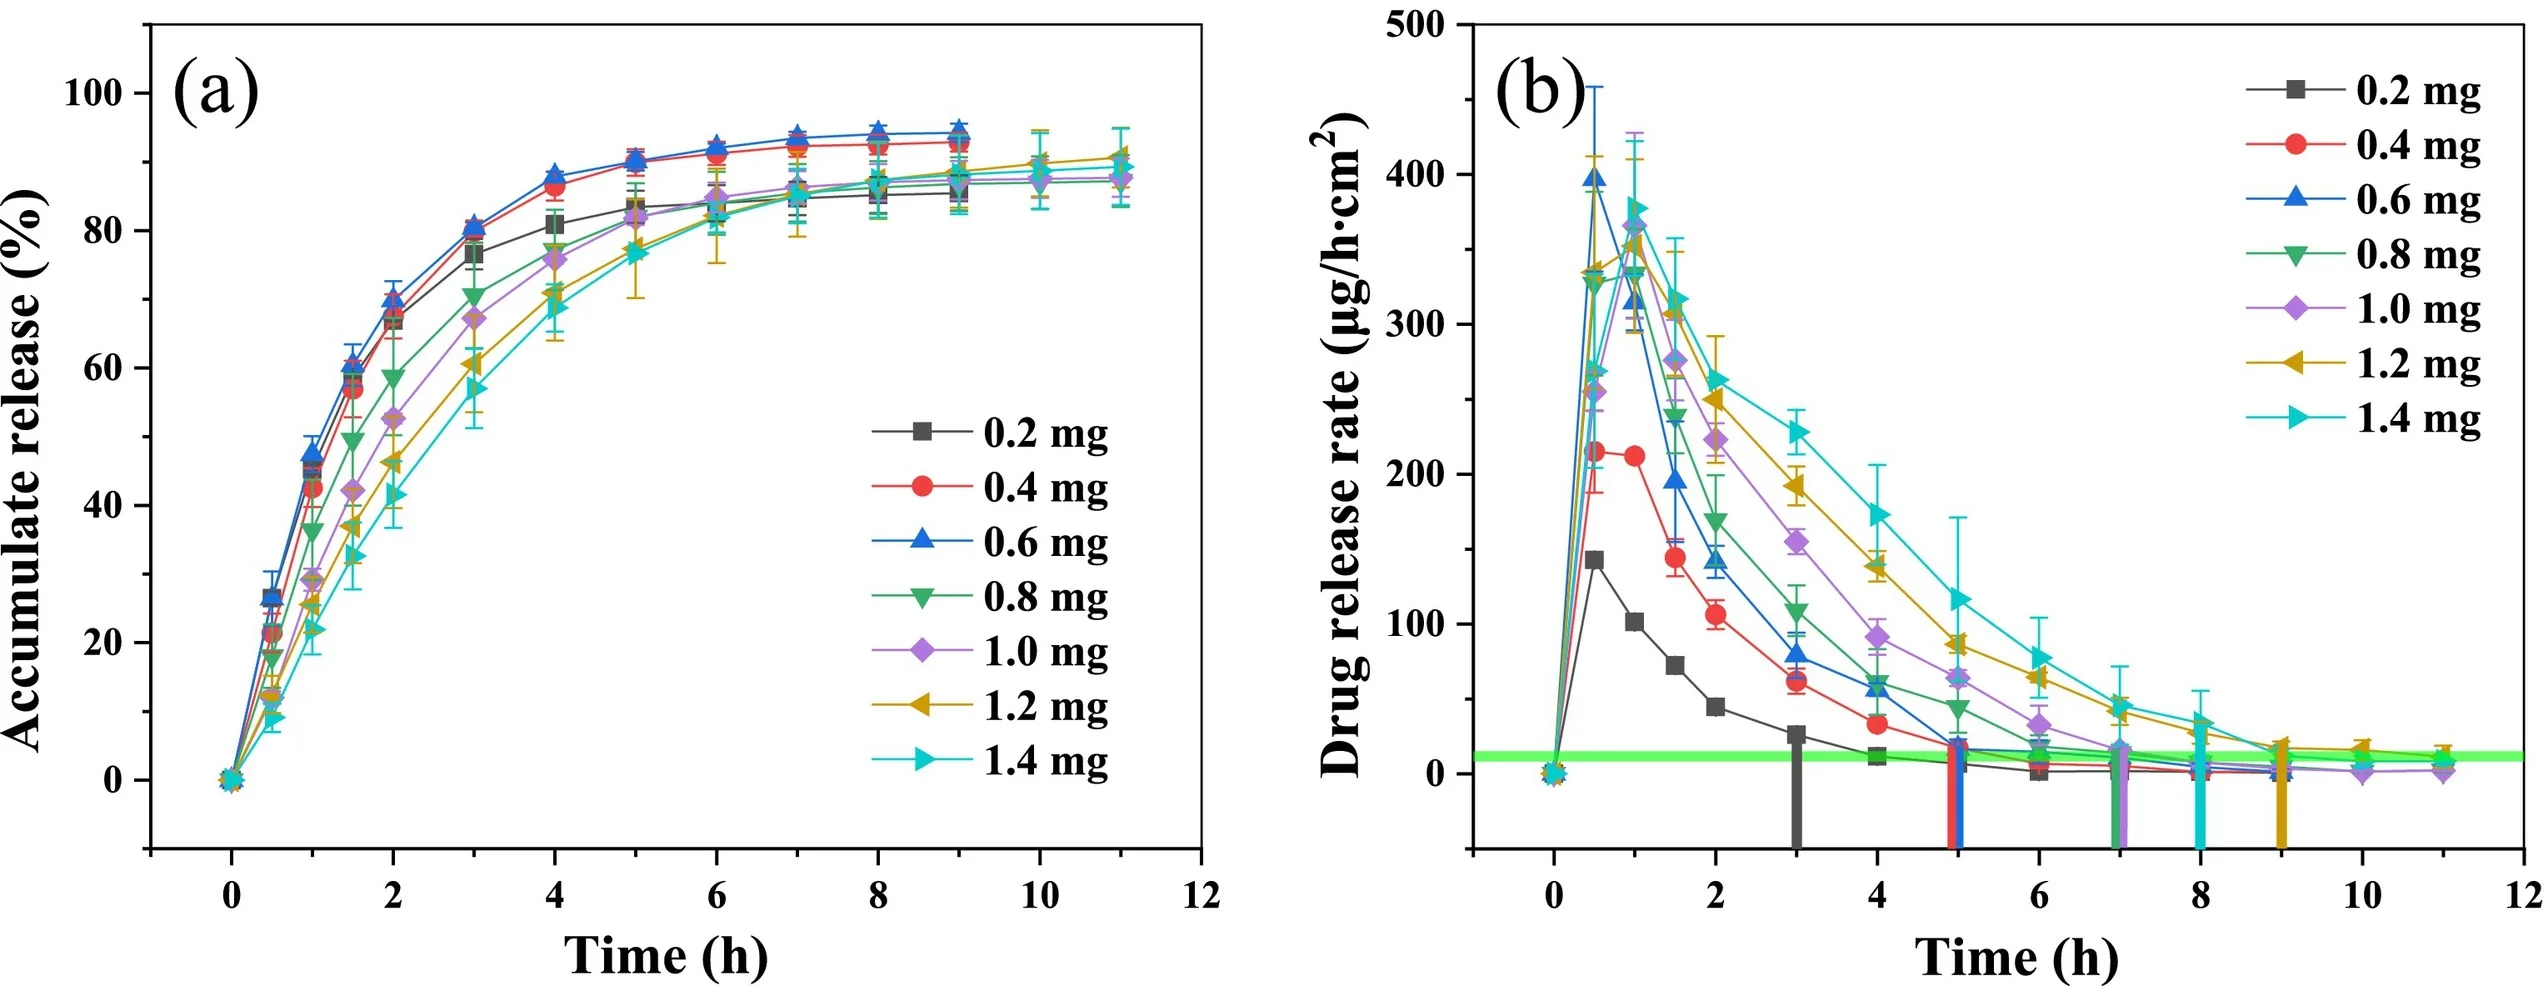 (a)
Accumulate release (%)
100
80
60
40
20
0
0 2 4 6 8 10 12
Time (h)
0.2 mg
0.4 mg
0.6 mg
0.8 mg
1.0 mg
1.2 mg
1.4 mg
(b)
Drug release rate (μg/h·cm²)
500
400
300
200
100
0
0 2 4 6 8 10 12
Time (h)
0.2 mg
0.4 mg
0.6 mg
0.8 mg
1.0 mg
1.2 mg
1.4 mg